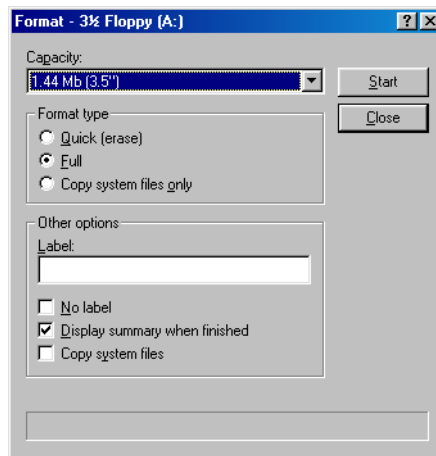 Format - 3½ Floppy (A:)
Capacity:
1.44 Mb (3.5")
Start
Format type
Close
Quick (erase)
Full
Copy system files only
Other options
Label:
No label
Display summary when finished
Copy system files